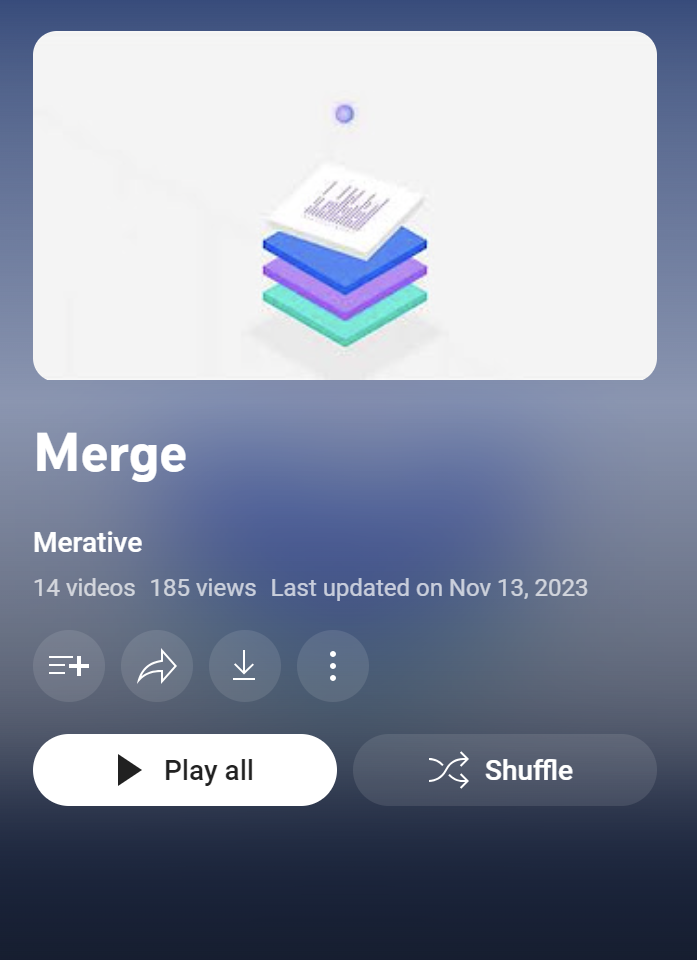 Merge
Merative
14 videos 185 views Last updated on Nov 13, 2023
Play all
Shuffle